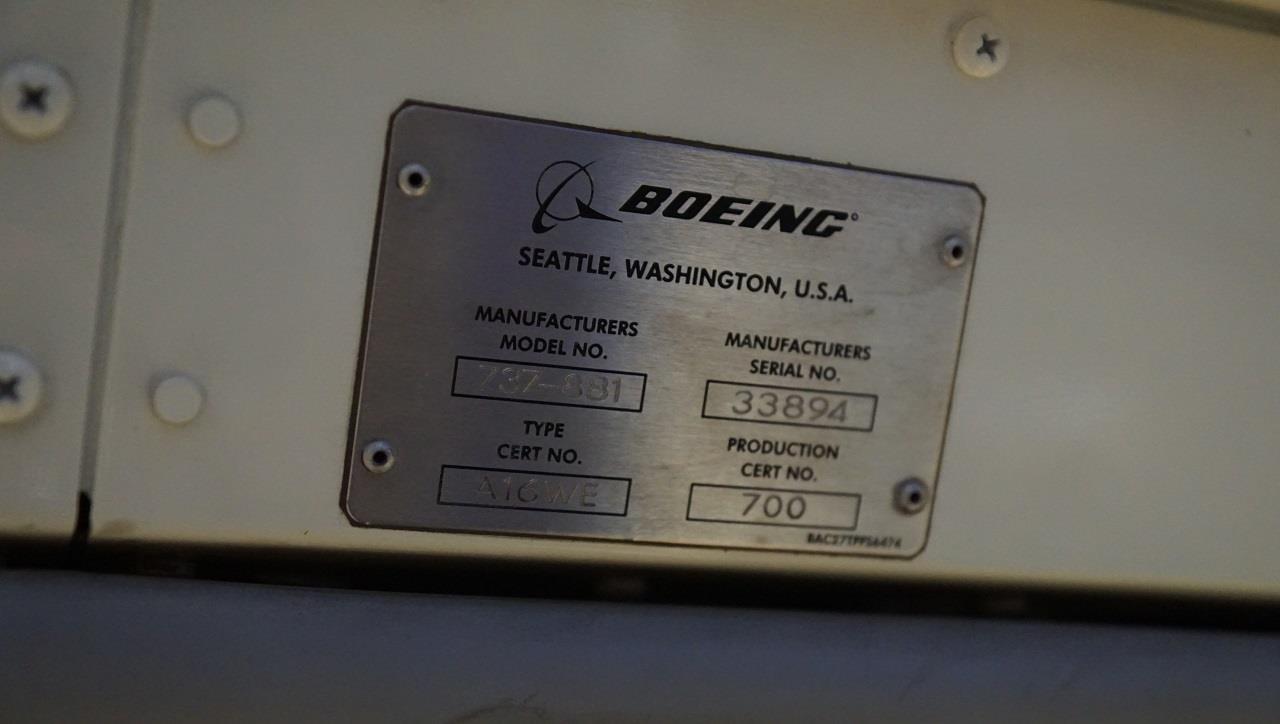 BOEING®
SEATTLE, WASHINGTON, U.S.A.
MANUFACTURERS
MODEL NO.
737-881
MANUFACTURERS
SERIAL NO.
33894
TYPE
CERT NO.
A16WE
PRODUCTION
CERT NO.
700